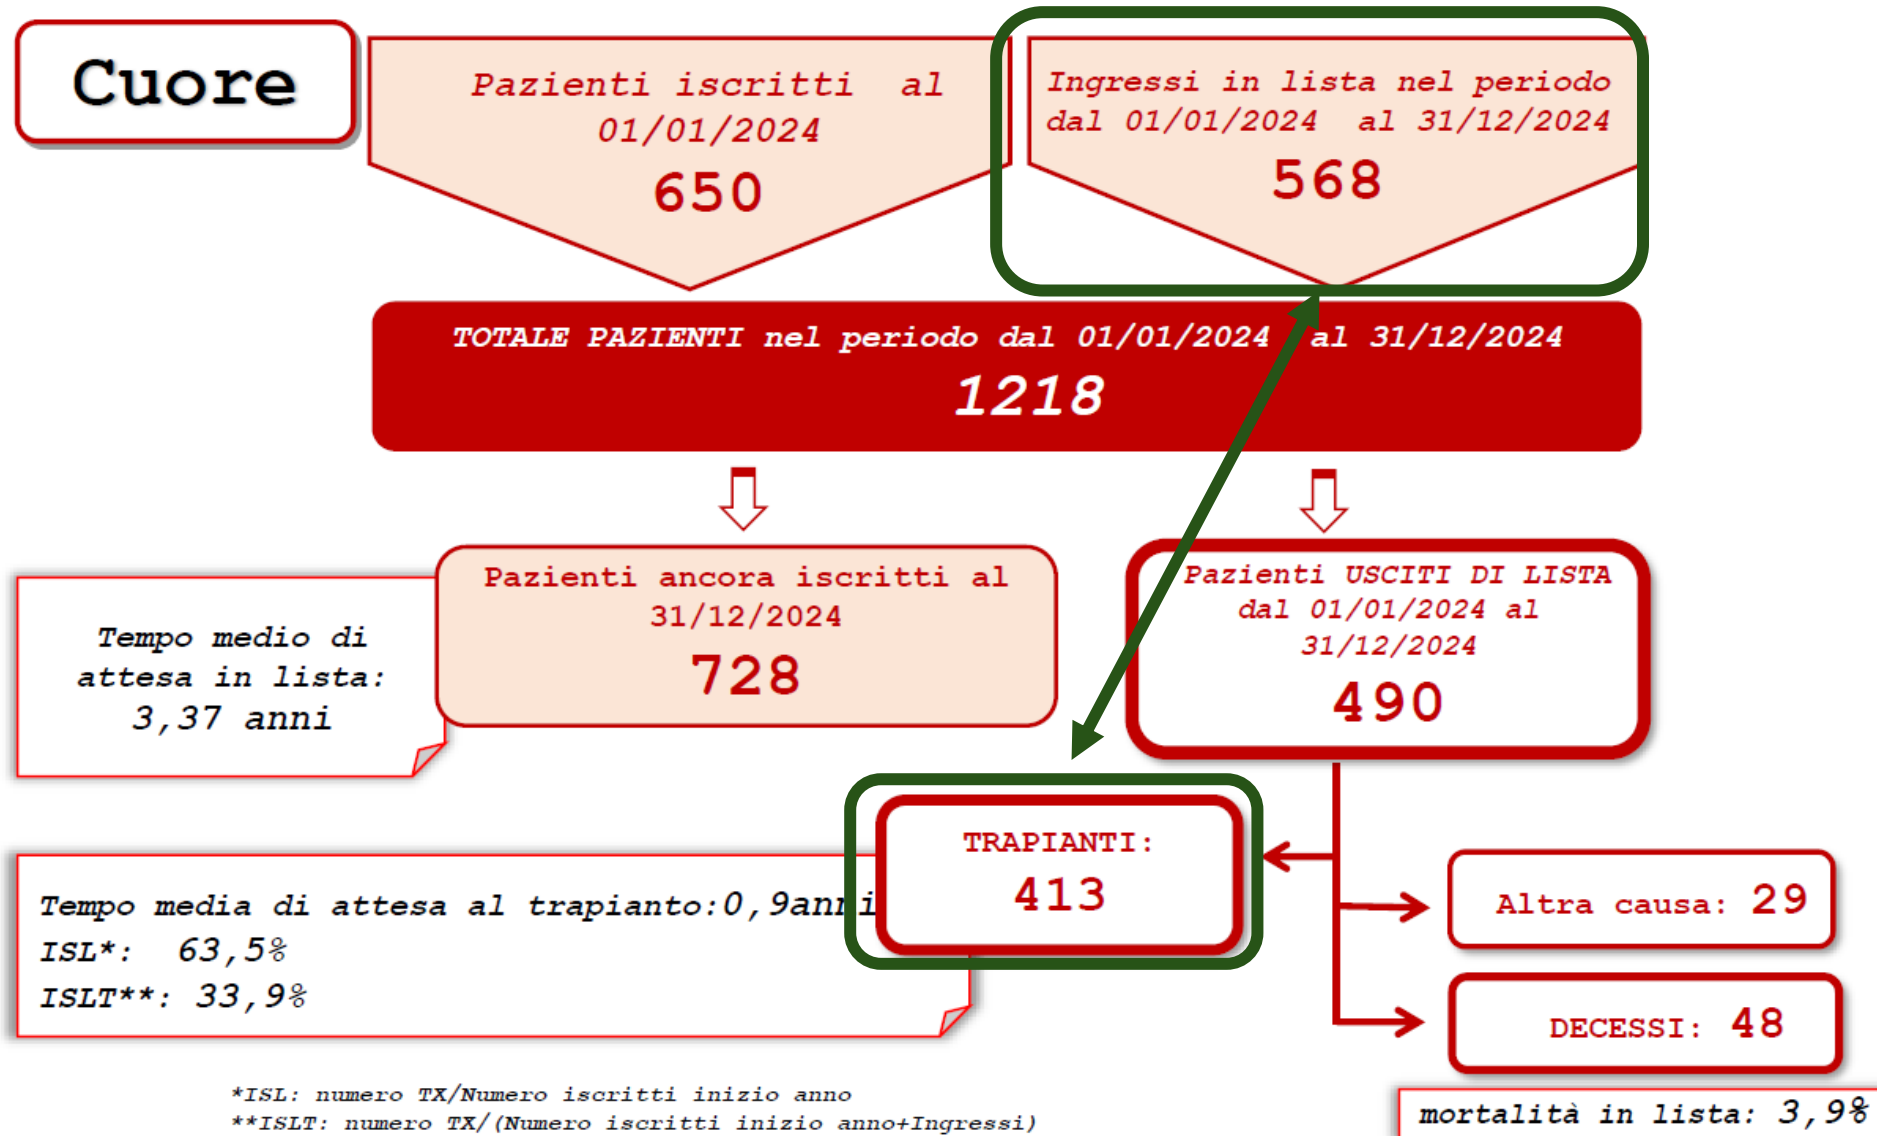 Cuore
Pazienti iscritti al
01/01/2024
650
Ingressi in lista nel periodo
dal 01/01/2024 al 31/12/2024
568
TOTALE PAZIENTI nel periodo dal 01/01/2024 al 31/12/2024
1218
Pazienti ancora iscritti al
31/12/2024
728
Pazienti USCITI DI LISTA
dal 01/01/2024 al
31/12/2024
490
Tempo medio di
attesa in lista:
3,37 anni
TRAPIANTI:
413
Tempo media di attesa al trapianto:0,9anni
ISL*: 63,5%
ISLT**: 33,9%
Altra causa: 29
DECESSI: 48
*ISL: numero TX/Numero iscritti inizio anno
**ISLT: numero TX/(Numero iscritti inizio anno+Ingressi)
mortalità in lista: 3,9%